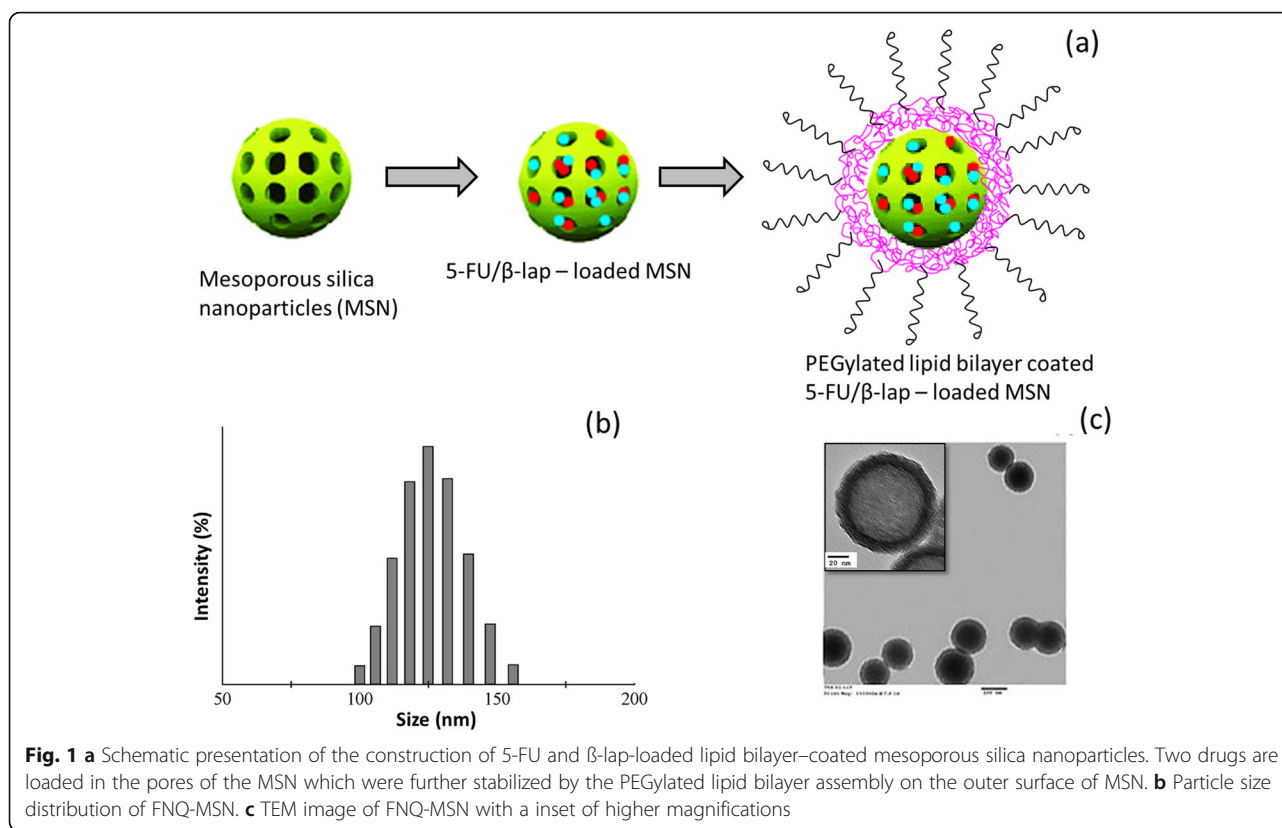 (a)
Mesoporous silica
nanoparticles (MSN)
5-FU/β-lap – loaded MSN
PEGylated lipid bilayer coated
5-FU/β-lap – loaded MSN
(b)
Intensity (%)
50
100
150
200
Size (nm)
(c)
20 nm
Fig. 1 a Schematic presentation of the construction of 5-FU and ß-lap-loaded lipid bilayer–coated mesoporous silica nanoparticles. Two drugs are
loaded in the pores of the MSN which were further stabilized by the PEGylated lipid bilayer assembly on the outer surface of MSN. b Particle size
distribution of FNQ-MSN. c TEM image of FNQ-MSN with a inset of higher magnifications